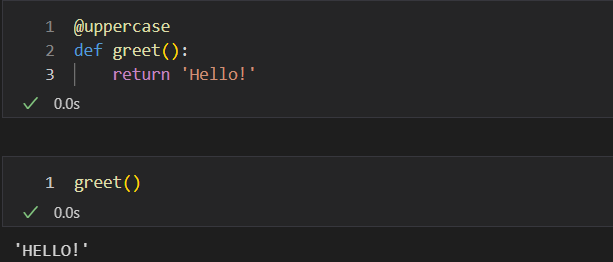 1 @uppercase
2 def greet():
3 return 'Hello!'
✓ 0.0s
1 greet()
✓ 0.0s
'HELLO!'